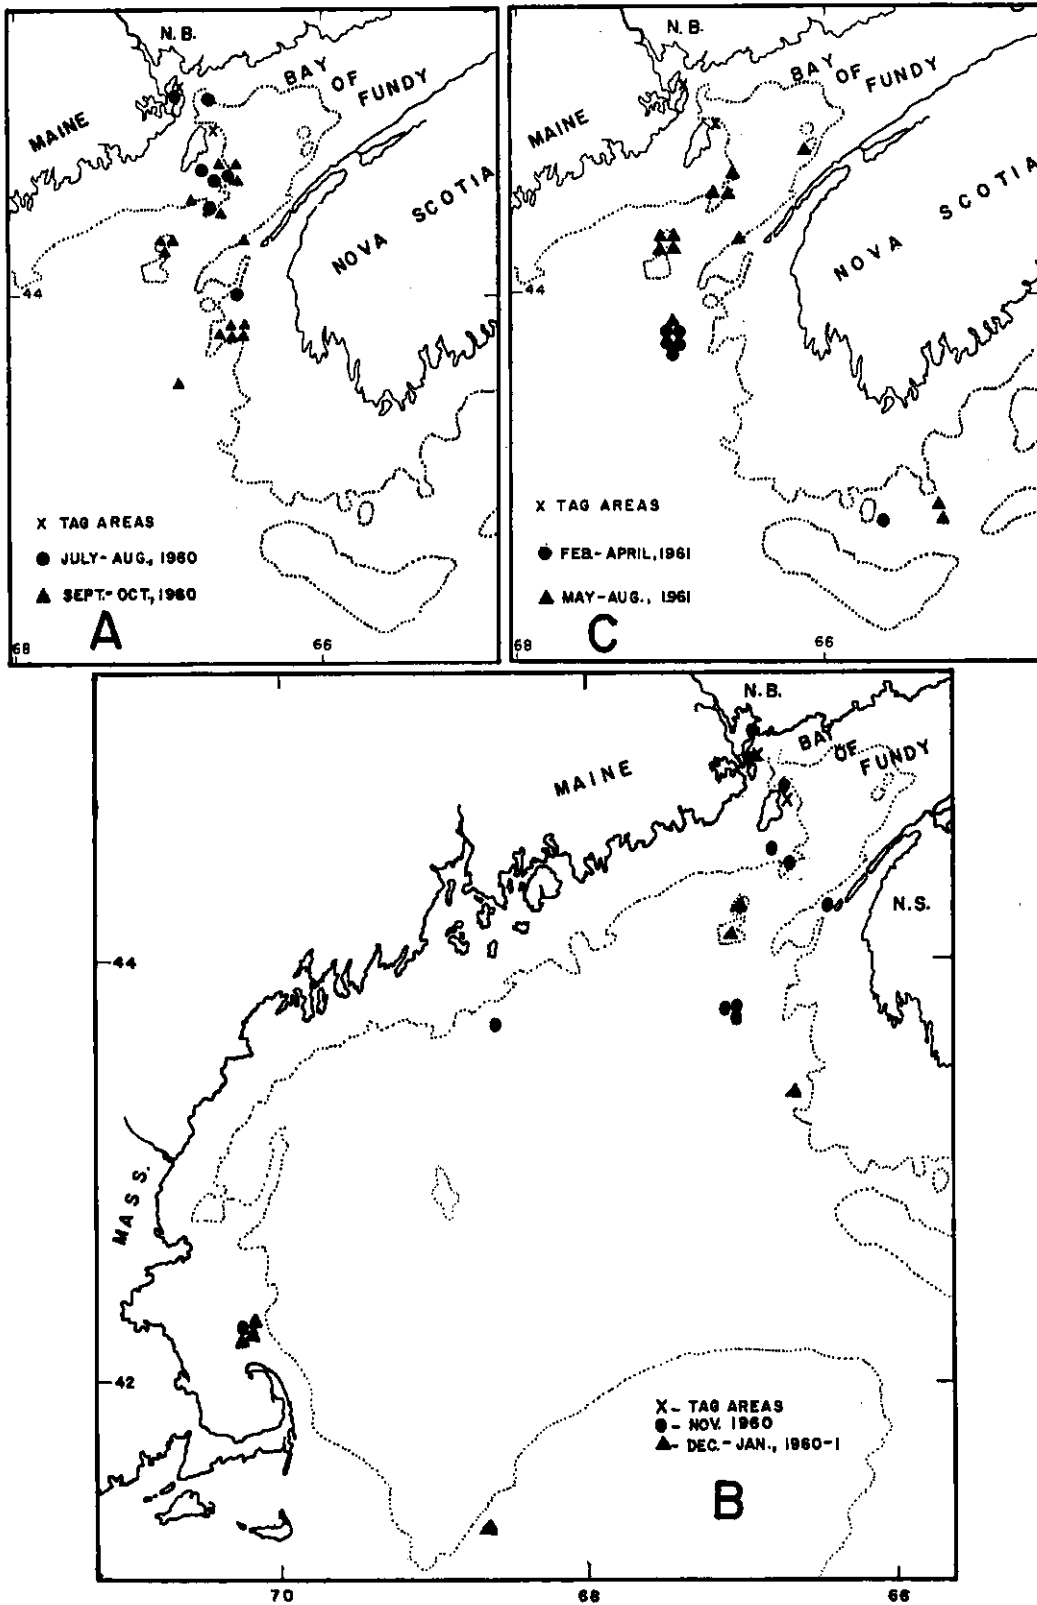 N.B.
BAY
OF
FUNDY
MAINE
NOVA SCOTIA
44
X TAG AREAS
● JULY-AUG., 1960
▲ SEPT.-OCT., 1960
A
68
66
N.B.
BAY
OF
FUNDY
MAINE
NOVA SCOTIA
44
X TAG AREAS
● FEB.-APRIL, 1961
▲ MAY-AUG., 1961
C
68
66
N.B.
BAY
OF
FUNDY
MAINE
N.S.
44
MASS.
42
X- TAG AREAS
●- NOV. 1960
▲- DEC.-JAN., 1960-1
B
70
68
66